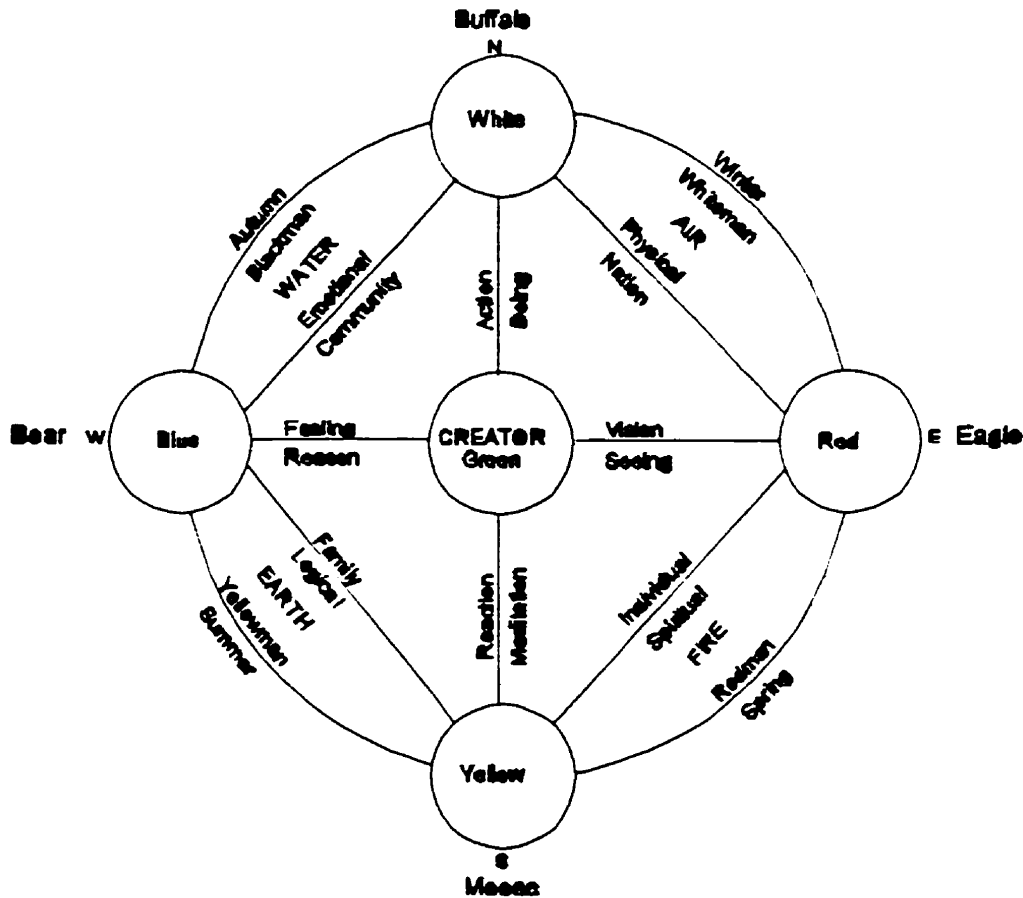 Buffalo
N
White
Winter
Whiteman
AIR
Physical
Nation
Autumn
Blackman
WATER
Emotional
Community
Action
Being
Bear W
Blue
Feeling
Reason
CREATOR
Green
Vision
Seeing
Red
E Eagle
Family
Logical
EARTH
Yellowman
Summer
Reaction
Meditation
Individual
Spiritual
FIRE
Redman
Spring
Yellow
S